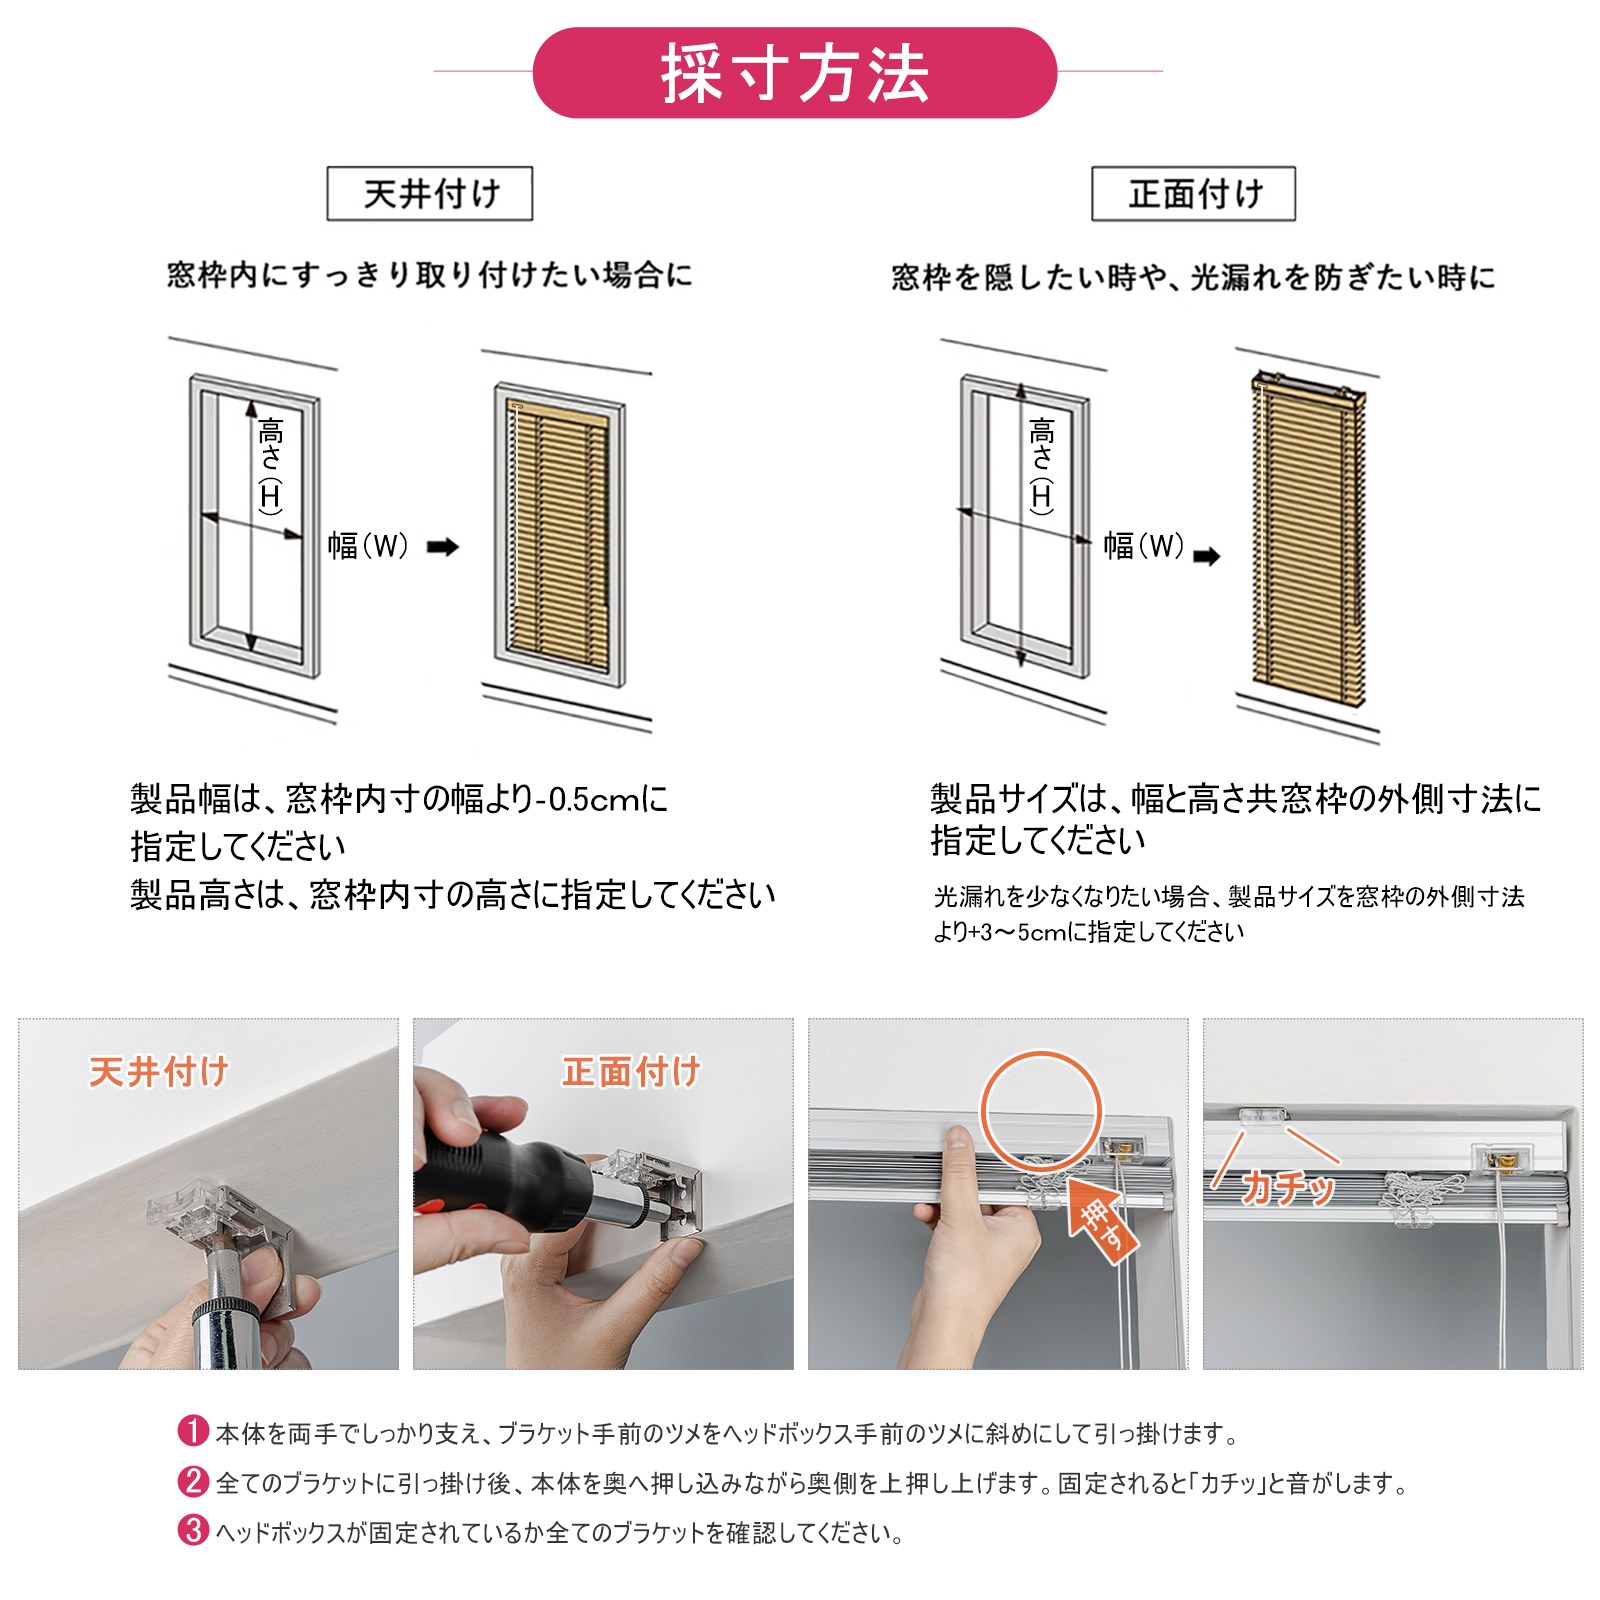 採寸方法
天井付け
窓枠内にすっきり取り付けたい場合に
高さ(H)
幅(W)
製品幅は、窓枠内寸の幅より-0.5cmに
指定してください
製品高さは、窓枠内寸の高さに指定してください
正面付け
窓枠を隠したい時や、光漏れを防ぎたい時に
高さ(H)
幅(W)
製品サイズは、幅と高さ共窓枠の外側寸法に
指定してください
光漏れを少なくなりたい場合、製品サイズを窓枠の外側寸法
より+3～5cmに指定してください
天井付け
正面付け
押す
カチッ
1 本体を両手でしっかり支え、ブラケット手前のツメをヘッドボックス手前のツメに斜めにして引っ掛けます。
2 全てのブラケットに引っ掛け後、本体を奥へ押し込みながら奥側を上押し上げます。固定されると「カチッ」と音がします。
3 ヘッドボックスが固定されているか全てのブラケットを確認してください。